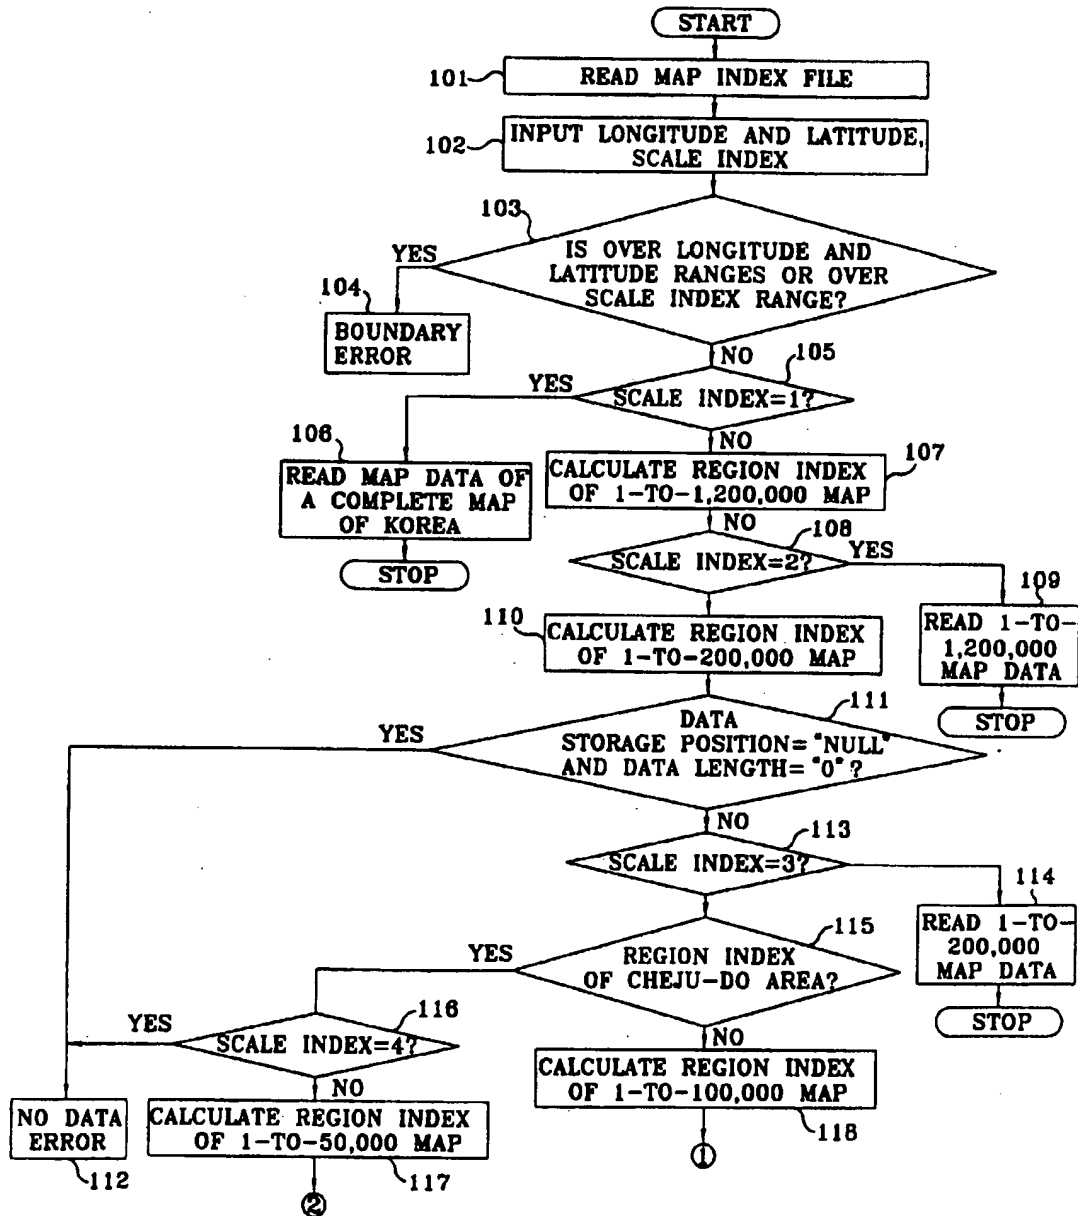 START
101
READ MAP INDEX FILE
102
INPUT LONGITUDE AND LATITUDE,
SCALE INDEX
103
YES
IS OVER LONGITUDE AND
LATITUDE RANGES OR OVER
SCALE INDEX RANGE?
104
BOUNDARY
ERROR
NO
105
YES
SCALE INDEX=1?
106
NO
READ MAP DATA OF
A COMPLETE MAP
OF KOREA
STOP
CALCULATE REGION INDEX
OF 1-TO-1,200,000 MAP
107
NO
108
SCALE INDEX=2?
YES
109
READ 1-TO-
1,200,000
MAP DATA
STOP
110
CALCULATE REGION INDEX
OF 1-TO-200,000 MAP
111
YES
DATA
STORAGE POSITION="NULL"
AND DATA LENGTH="0"?
NO
113
SCALE INDEX=3?
114
READ 1-TO-
200,000
MAP DATA
STOP
115
YES
REGION INDEX
OF CHEJU-DO AREA?
116
YES
SCALE INDEX=4?
NO
NO
CALCULATE REGION INDEX
OF 1-TO-100,000 MAP
118
1
NO DATA
ERROR
112
CALCULATE REGION INDEX
OF 1-TO-50,000 MAP
117
2